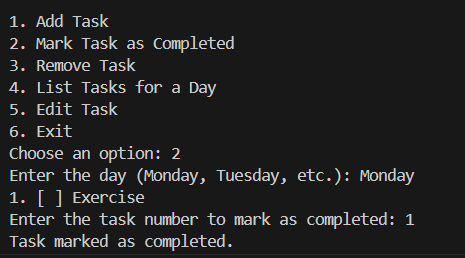 1. Add Task
2. Mark Task as Completed
3. Remove Task
4. List Tasks for a Day
5. Edit Task
6. Exit
Choose an option: 2
Enter the day (Monday, Tuesday, etc.): Monday
1. [ ] Exercise
Enter the task number to mark as completed: 1
Task marked as completed.